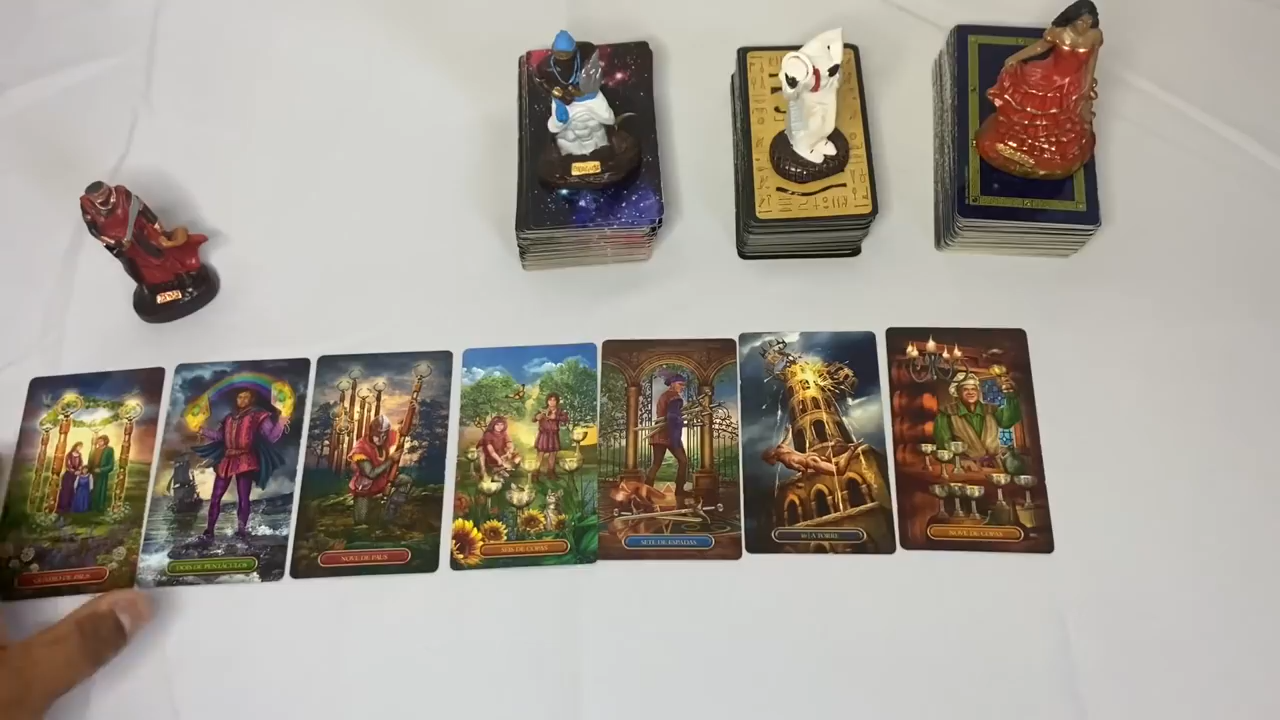 QUATRO DE PAUS
DOIS DE PENTÁCULOS
NOVE DE PAUS
SEIS DE COPAS
SETE DE ESPADAS
16 | A TORRE
NOVE DE COPAS